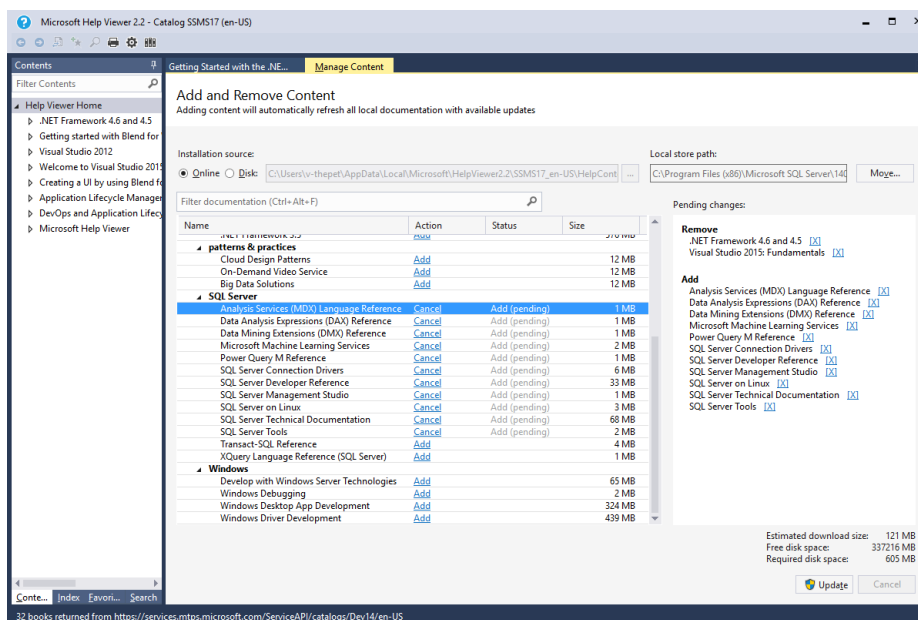 Microsoft Help Viewer 2.2 - Catalog SSMS17 (en-US)
Contents
Getting Started with the .NE...
Manage Content
Filter Contents
Help Viewer Home
.NET Framework 4.6 and 4.5
Getting started with Blend for
Visual Studio 2012
Welcome to Visual Studio 2015
Creating a UI by using Blend fo
Application Lifecycle Manager
DevOps and Application Lifecy
Microsoft Help Viewer
Add and Remove Content
Adding content will automatically refresh all local documentation with available updates
Installation source:
Local store path:
Online Disk: C:\Users\v-thepet\AppData\Local\Microsoft\HelpViewer2.2\SSMS17_en-US\HelpCont ...
C:\Program Files (x86)\Microsoft SQL Server\140 Move...
Filter documentation (Ctrl+Alt+F)
Pending changes:
Name Action Status Size
.NET Framework 3.5 Add 376 MB
patterns & practices
Cloud Design Patterns Add 12 MB
On-Demand Video Service Add 12 MB
Big Data Solutions Add 12 MB
SQL Server
Analysis Services (MDX) Language Reference Cancel Add (pending) 1 MB
Data Analysis Expressions (DAX) Reference Cancel Add (pending) 1 MB
Data Mining Extensions (DMX) Reference Cancel Add (pending) 1 MB
Microsoft Machine Learning Services Cancel Add (pending) 2 MB
Power Query M Reference Cancel Add (pending) 1 MB
SQL Server Connection Drivers Cancel Add (pending) 6 MB
SQL Server Developer Reference Cancel Add (pending) 33 MB
SQL Server Management Studio Cancel Add (pending) 1 MB
SQL Server on Linux Cancel Add (pending) 3 MB
SQL Server Technical Documentation Cancel Add (pending) 68 MB
SQL Server Tools Cancel Add (pending) 2 MB
Transact-SQL Reference Add 4 MB
XQuery Language Reference (SQL Server) Add 1 MB
Windows
Develop with Windows Server Technologies Add 65 MB
Windows Debugging Add 2 MB
Windows Desktop App Development Add 324 MB
Windows Driver Development Add 439 MB
Remove
.NET Framework 4.6 and 4.5 [X]
Visual Studio 2015: Fundamentals [X]
Add
Analysis Services (MDX) Language Reference [X]
Data Analysis Expressions (DAX) Reference [X]
Data Mining Extensions (DMX) Reference [X]
Microsoft Machine Learning Services [X]
Power Query M Reference [X]
SQL Server Connection Drivers [X]
SQL Server Developer Reference [X]
SQL Server Management Studio [X]
SQL Server on Linux [X]
SQL Server Technical Documentation [X]
SQL Server Tools [X]
Estimated download size: 121 MB
Free disk space: 337216 MB
Required disk space: 605 MB
Update Cancel
Conte... Index Favori... Search
32 books returned from https://services.mtps.microsoft.com/ServiceAPI/catalogs/Dev14/en-US